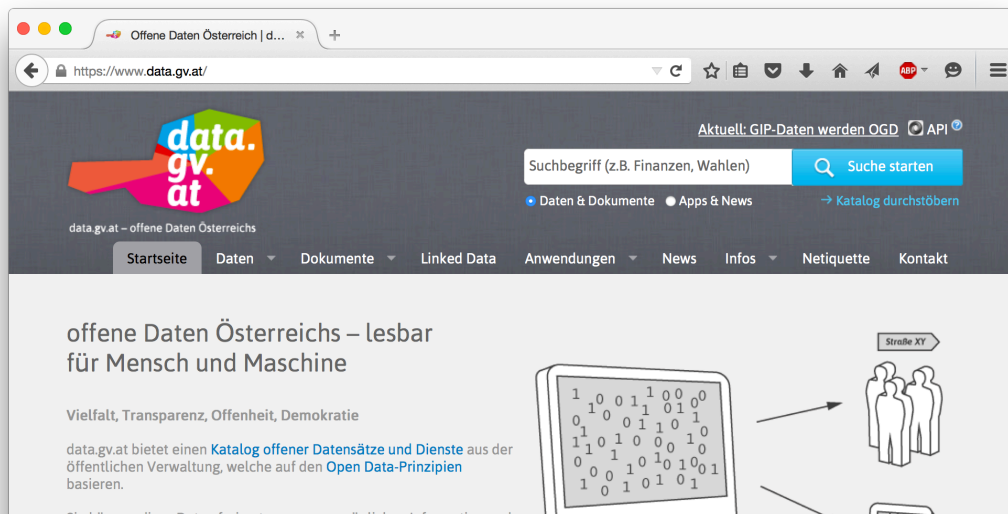 Offene Daten Österreich | d...
https://www.data.gv.at/
ABP
data.
gv.
at
data.gv.at – offene Daten Österreichs
Aktuell: GIP-Daten werden OGD API ?
Suchbegriff (z.B. Finanzen, Wahlen) Suche starten
Daten & Dokumente Apps & News → Katalog durchstöbern
Startseite Daten Dokumente Linked Data Anwendungen News Infos Netiquette Kontakt
offene Daten Österreichs – lesbar
für Mensch und Maschine
Straße XY
Vielfalt, Transparenz, Offenheit, Demokratie
data.gv.at bietet einen Katalog offener Datensätze und Dienste aus der
öffentlichen Verwaltung, welche auf den Open Data-Prinzipien
basieren.